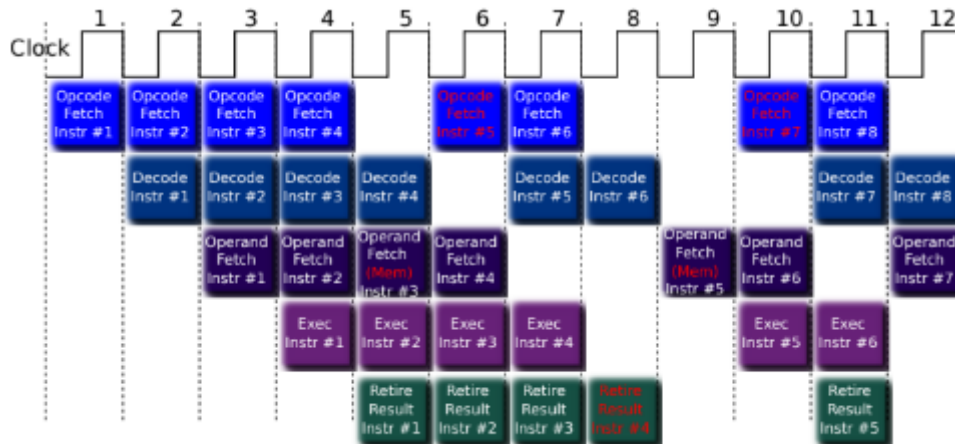 1 2 3 4 5 6 7 8 9 10 11 12
Clock
Opcode
Fetch
Instr #1
Opcode
Fetch
Instr #2
Opcode
Fetch
Instr #3
Opcode
Fetch
Instr #4
Opcode
Fetch
Instr #5
Opcode
Fetch
Instr #6
Opcode
Fetch
Instr #7
Opcode
Fetch
Instr #8
Decode
Instr #1
Decode
Instr #2
Decode
Instr #3
Decode
Instr #4
Decode
Instr #5
Decode
Instr #6
Decode
Instr #7
Decode
Instr #8
Operand
Fetch
Instr #1
Operand
Fetch
Instr #2
Operand
Fetch
(Mem)
Instr #3
Operand
Fetch
Instr #4
Operand
Fetch
(Mem)
Instr #5
Operand
Fetch
Instr #6
Operand
Fetch
Instr #7
Exec
Instr #1
Exec
Instr #2
Exec
Instr #3
Exec
Instr #4
Exec
Instr #5
Exec
Instr #6
Retire
Result
Instr #1
Retire
Result
Instr #2
Retire
Result
Instr #3
Retire
Result
Instr #4
Retire
Result
Instr #5